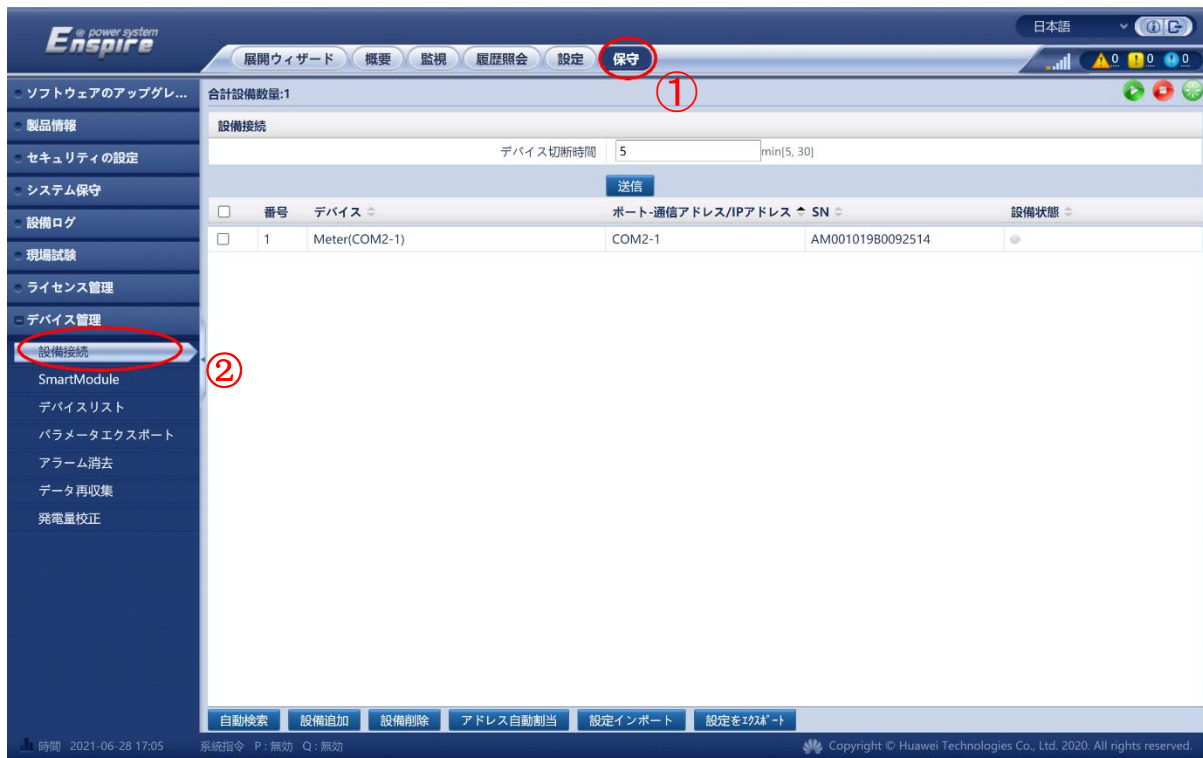 @ power system
Enspire
日本語
展開ウィザード 概要 監視 履歴照会 設定 保守
0 0 0
①
ソフトウェアのアップグレ...
製品情報
セキュリティの設定
システム保守
設備ログ
現場試験
ライセンス管理
デバイス管理
設備接続
②
SmartModule
デバイスリスト
パラメータエクスポート
アラーム消去
データ再収集
発電量校正
合計設備数量:1
設備接続
デバイス切断時間 5 min[5, 30]
送信
番号 デバイス ポート-通信アドレス/IPアドレス SN 設備状態
1 Meter(COM2-1) COM2-1 AM001019B0092514
自動検索 設備追加 設備削除 アドレス自動割当 設定インポート 設定をｴｸｽﾎﾟｰﾄ
時間 2021-06-28 17:05 系統指令 P : 無効 Q : 無効 Copyright © Huawei Technologies Co., Ltd. 2020. All rights reserved.